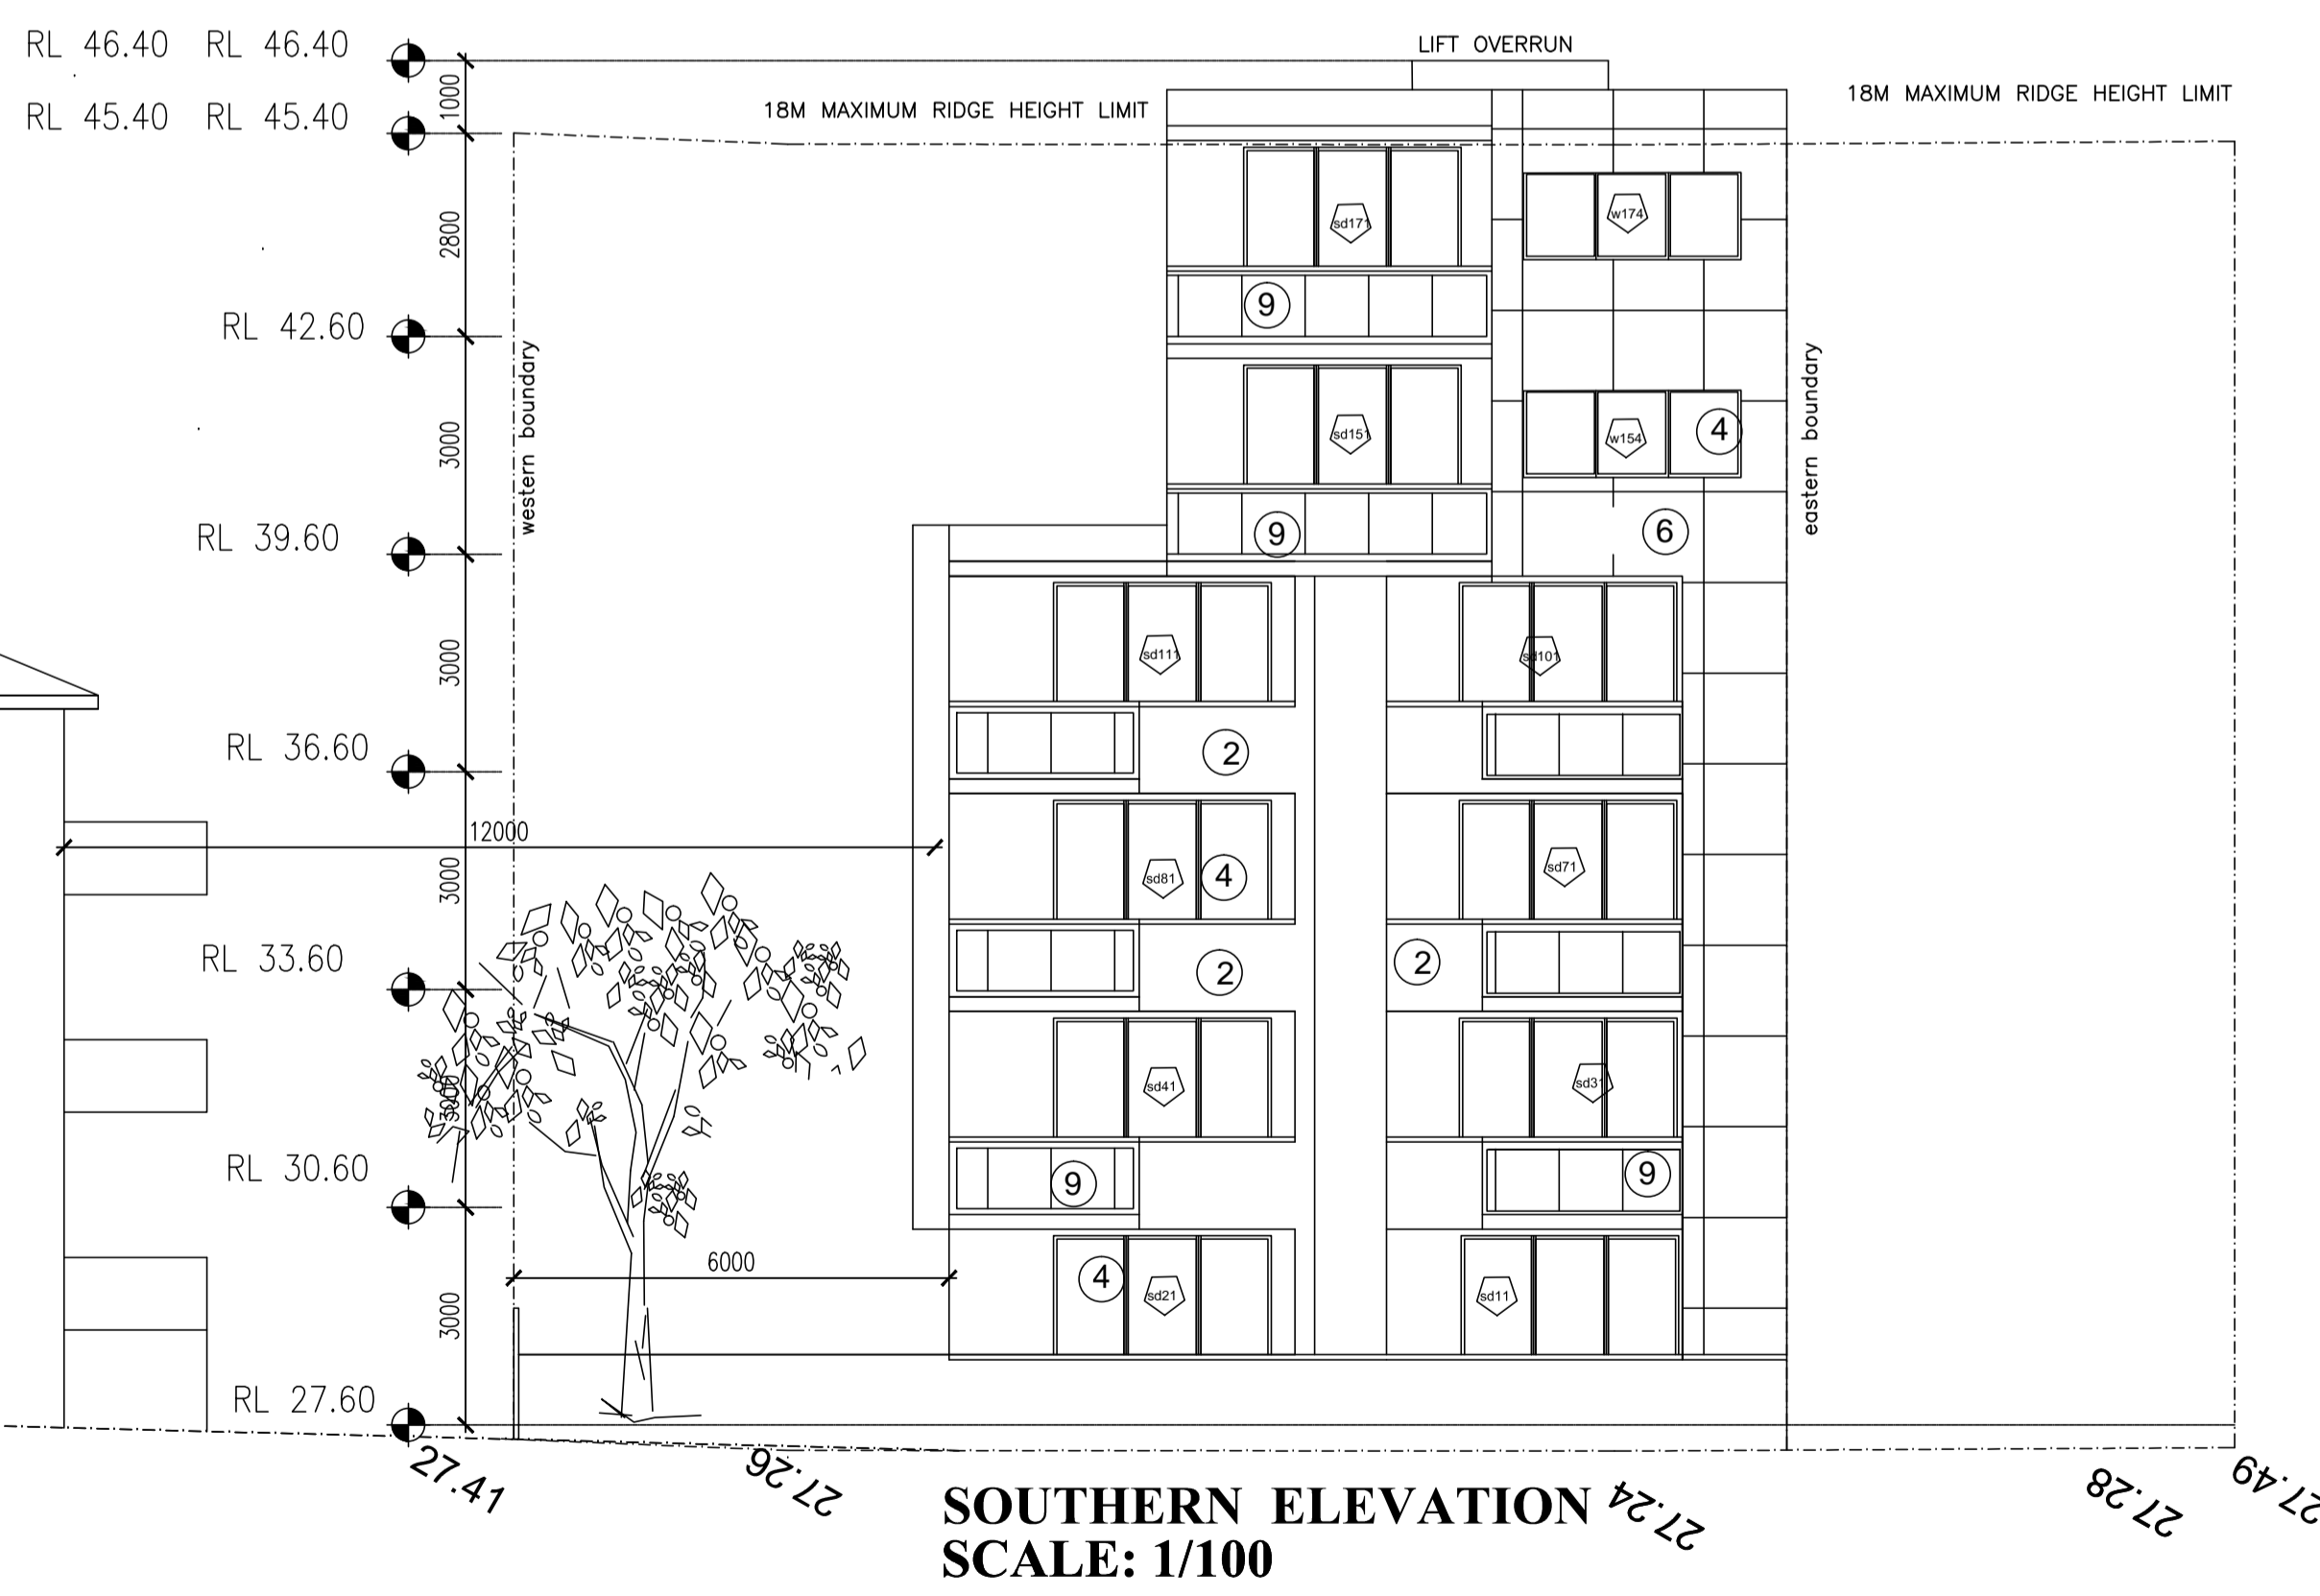 LIFT OVERRUN
RL 46.40 RL 46.40
1000
18M MAXIMUM RIDGE HEIGHT LIMIT
18M MAXIMUM RIDGE HEIGHT LIMIT
RL 45.40 RL 45.40
2800
sd171
w174
9
RL 42.60
western boundary
eastern boundary
3000
sd151
w154
4
RL 39.60
9
6
3000
sd111
sd101
RL 36.60
2
12000
3000
sd81
4
sd71
RL 33.60
2
2
3000
sd41
sd31
RL 30.60
9
9
6000
3000
4
sd21
sd11
RL 27.60
27.41
27.26
27.24
27.28
27.49
SOUTHERN ELEVATION
SCALE: 1/100